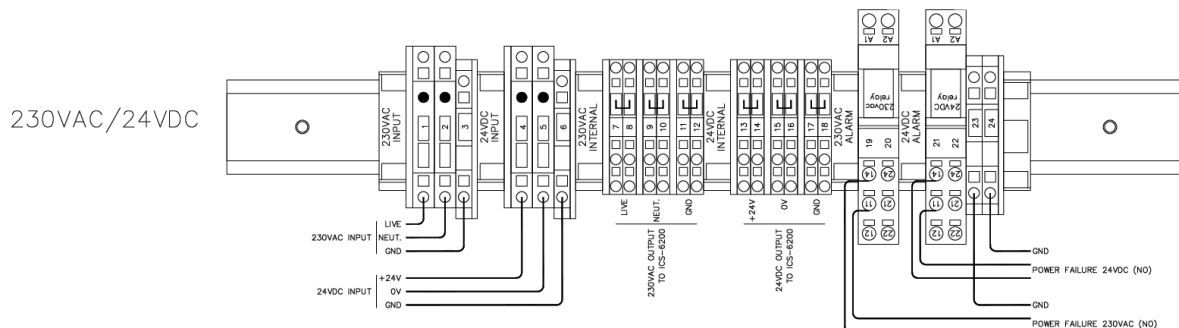 230VAC/24VDC
230VAC
INPUT
1
2
3
24VDC
INPUT
4
5
6
230VAC
INTERNAL
7
8
9
10
11
12
24VDC
INTERNAL
13
14
15
16
17
18
230VAC
ALARM
A1
A2
230vac
relay
19
20
14
24
11
21
12
22
24VDC
ALARM
A1
A2
24VDC
relay
21
22
14
24
11
21
12
22
23
24
230VAC INPUT
LIVE
NEUT.
GND
24VDC INPUT
+24V
0V
GND
LIVE
NEUT.
GND
230VAC OUTPUT
TO ICS-6200
+24V
0V
GND
24VDC OUTPUT
TO ICS-6200
GND
POWER FAILURE 24VDC (NO)
GND
POWER FAILURE 230VAC (NO)